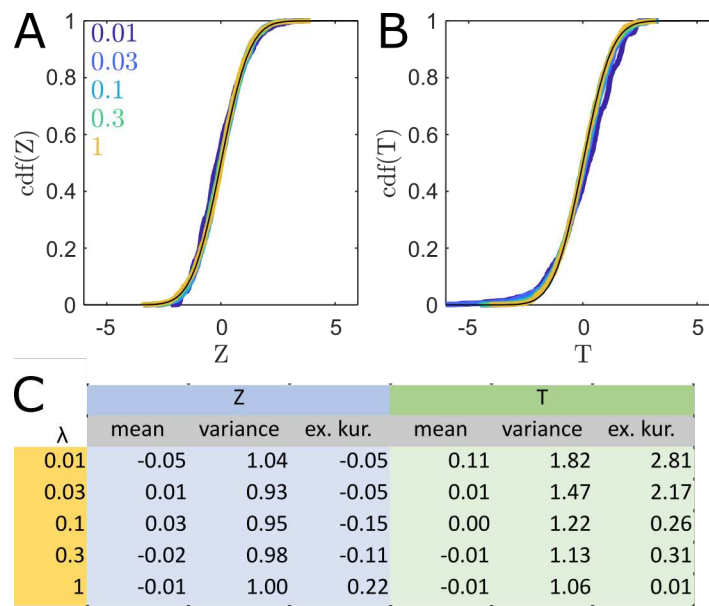 A
0.01
0.03
0.1
0.3
1
cdf(Z)
1
0.8
0.6
0.4
0.2
0
-5 0 5
Z
B
cdf(T)
1
0.8
0.6
0.4
0.2
0
-5 0 5
T
C
Z T
λ mean variance ex. kur. mean variance ex. kur.
0.01 -0.05 1.04 -0.05 0.11 1.82 2.81
0.03 0.01 0.93 -0.05 0.01 1.47 2.17
0.1 0.03 0.95 -0.15 0.00 1.22 0.26
0.3 -0.02 0.98 -0.11 -0.01 1.13 0.31
1 -0.01 1.00 0.22 -0.01 1.06 0.01